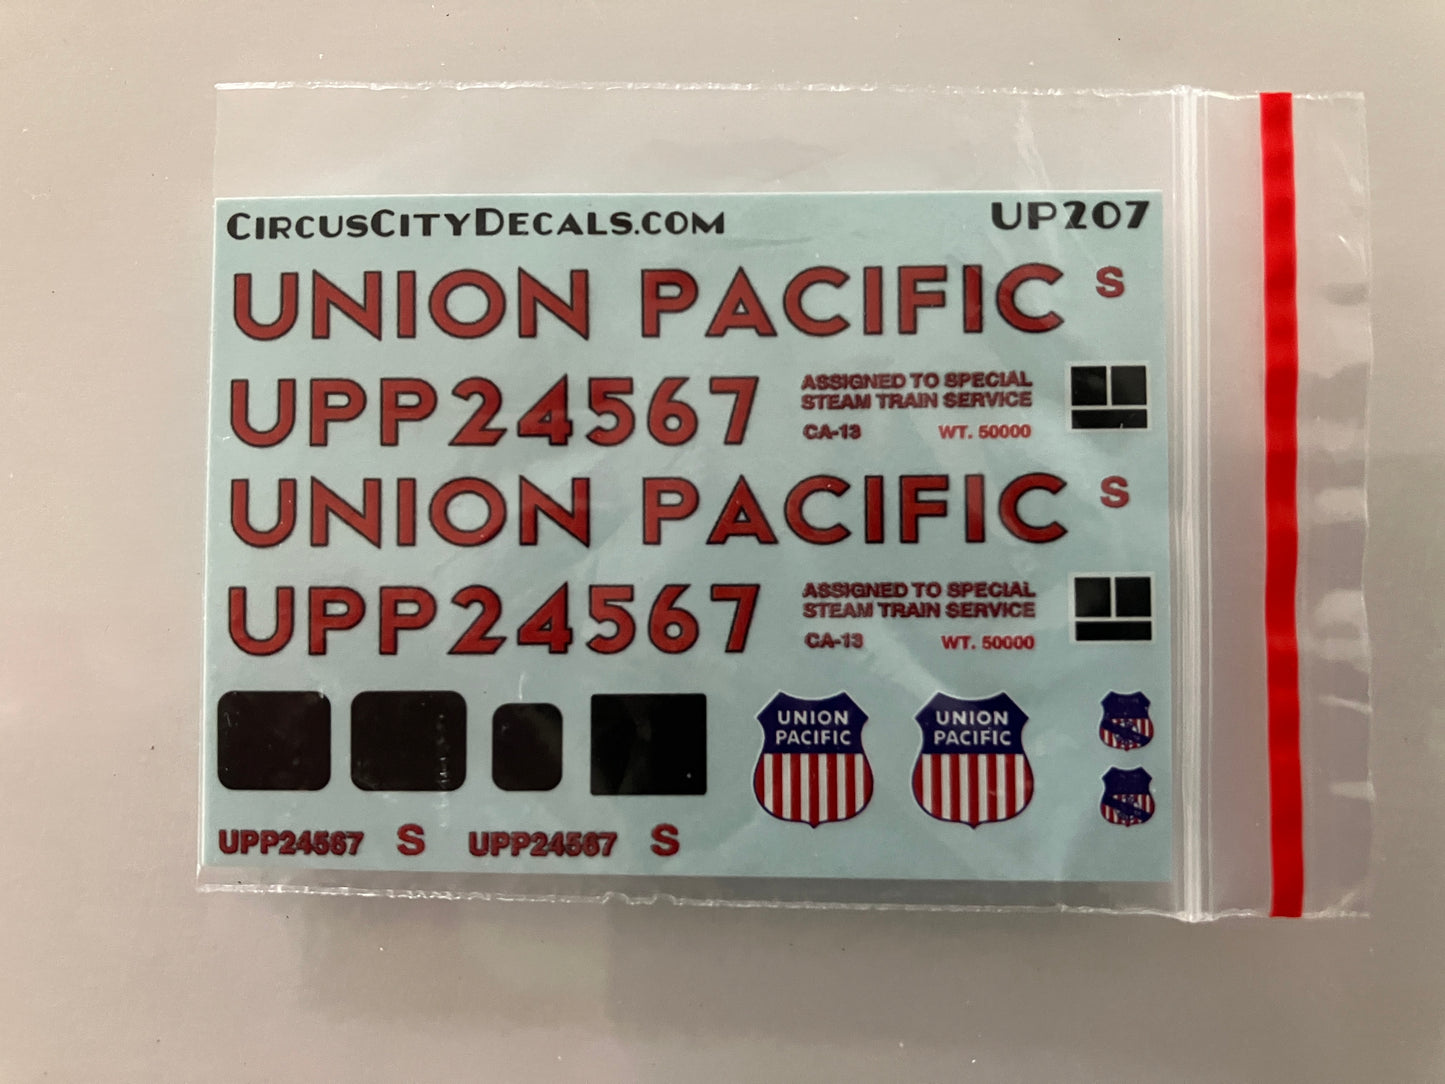 CIRCUSCITYDECALS.COM UP207
UNION PACIFIC S
UPP24567
ASSIGNED TO SPECIAL
STEAM TRAIN SERVICE
CA-13 WT. 50000
UNION PACIFIC S
UPP24567
ASSIGNED TO SPECIAL
STEAM TRAIN SERVICE
CA-13 WT. 50000
UNION
PACIFIC
UNION
PACIFIC
UPP24567 S UPP24567 S